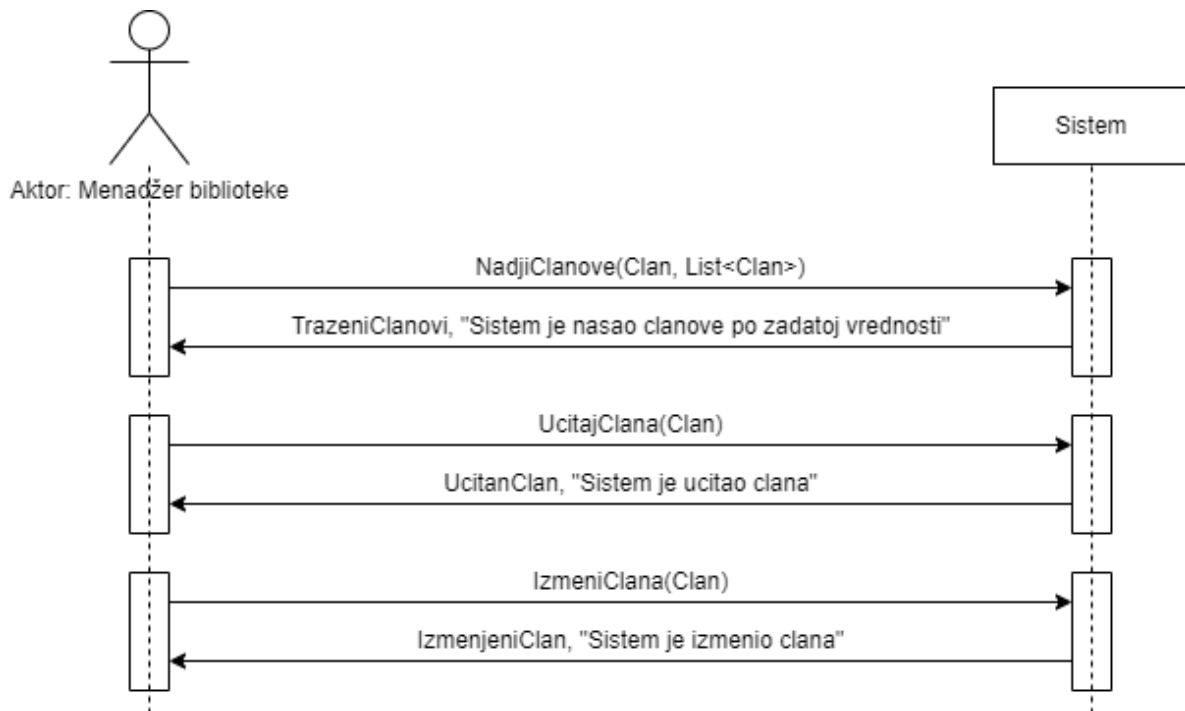 Sistem
Aktor: Menadžer biblioteke
NadjiClanove(Clan, List<Clan>)
TrazeniClanovi, "Sistem je nasao clanove po zadatoj vrednosti"
UcitajClana(Clan)
UcitanClan, "Sistem je ucitao clana"
IzmeniClana(Clan)
IzmenjeniClan, "Sistem je izmenio clana"